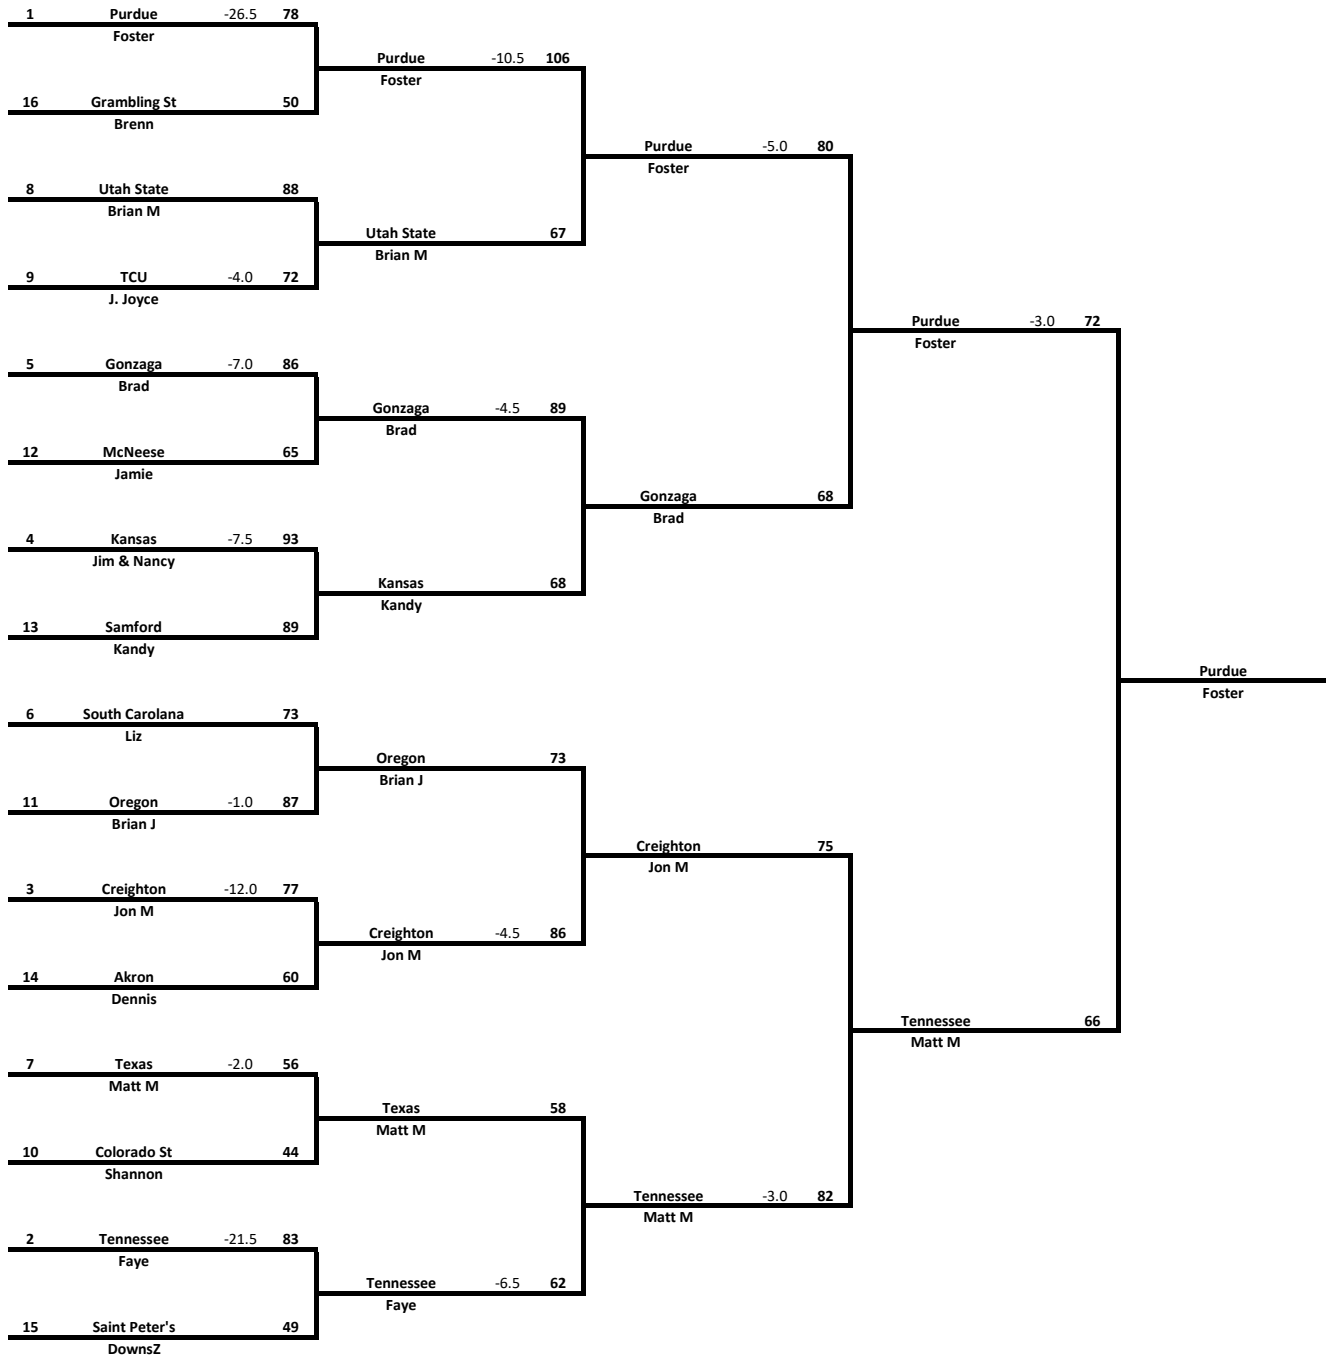 1 Purdue -26.5 78
Foster
Purdue -10.5 106
Foster
16 Grambling St 50
Brenn
Purdue -5.0 80
Foster
8 Utah State 88
Brian M
Utah State 67
Brian M
9 TCU -4.0 72
J. Joyce
Purdue -3.0 72
Foster
5 Gonzaga -7.0 86
Brad
Gonzaga -4.5 89
Brad
12 McNeese 65
Jamie
Gonzaga 68
Brad
4 Kansas -7.5 93
Jim & Nancy
Kansas 68
Kandy
13 Samford 89
Kandy
Purdue
Foster
6 South Carolana 73
Liz
Oregon 73
Brian J
11 Oregon -1.0 87
Brian J
Creighton 75
Jon M
3 Creighton -12.0 77
Jon M
Creighton -4.5 86
Jon M
14 Akron 60
Dennis
Tennessee 66
Matt M
7 Texas -2.0 56
Matt M
Texas 58
Matt M
10 Colorado St 44
Shannon
Tennessee -3.0 82
Matt M
2 Tennessee -21.5 83
Faye
Tennessee -6.5 62
Faye
15 Saint Peter's 49
DownsZ